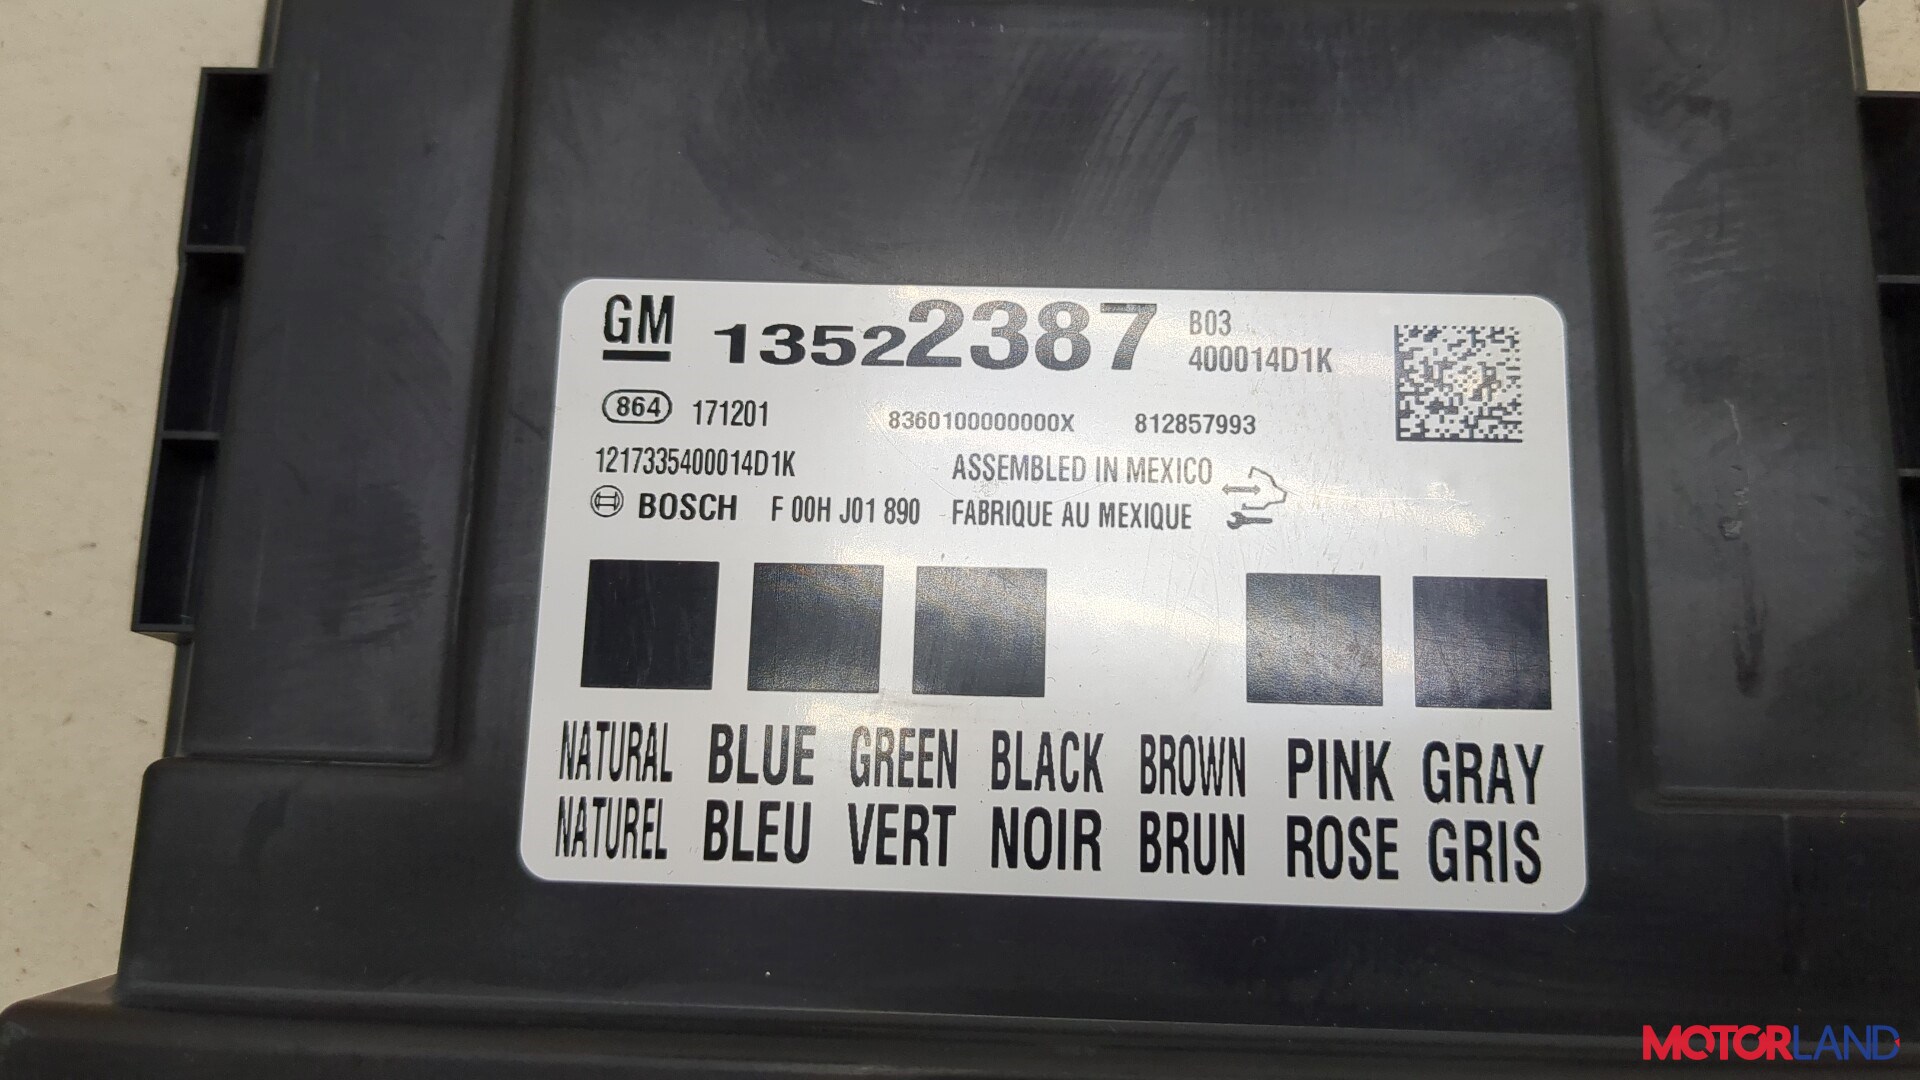 GM 13522387 B03
400014D1K
864 171201 8360100000000X 812857993
1217335400014D1K ASSEMBLED IN MEXICO
BOSCH F 00H J01 890 FABRIQUE AU MEXIQUE
NATURAL BLUE GREEN BLACK BROWN PINK GRAY
NATUREL BLEU VERT NOIR BRUN ROSE GRIS
MOTORLAND